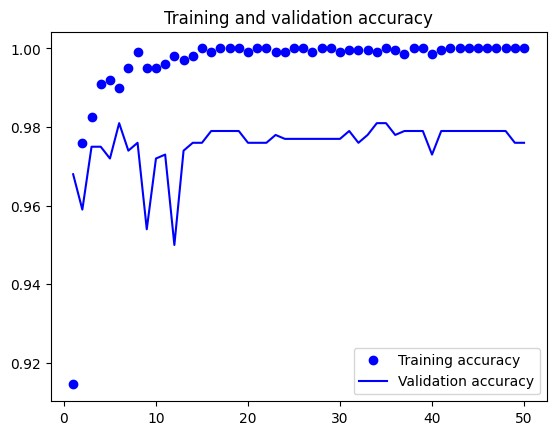 Training and validation accuracy
1.00
0.98
0.96
0.94
0.92
Training accuracy
Validation accuracy
0 10 20 30 40 50